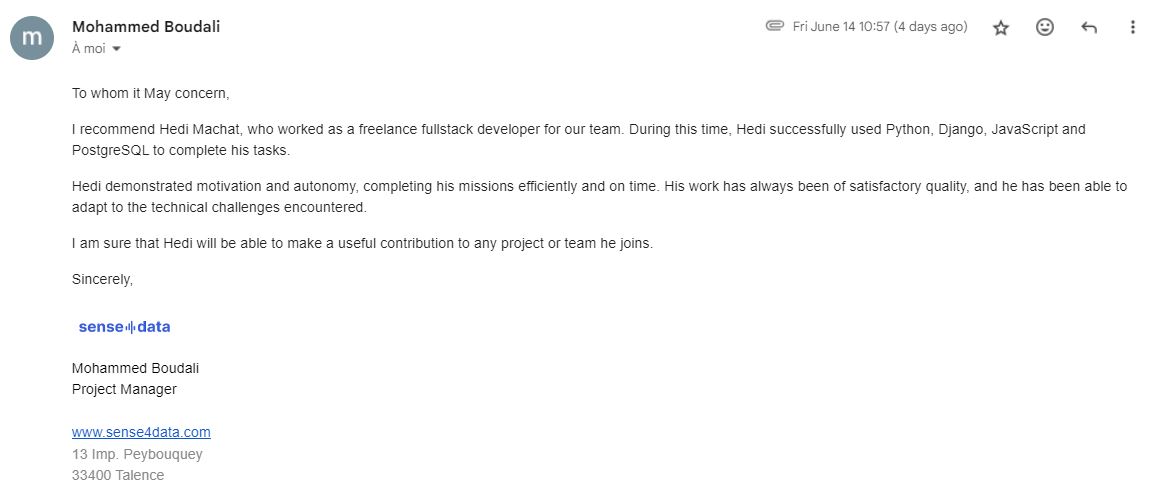 m
Mohammed Boudali
Fri June 14 10:57 (4 days ago)
À moi
To whom it May concern,
I recommend Hedi Machat, who worked as a freelance fullstack developer for our team. During this time, Hedi successfully used Python, Django, JavaScript and
PostgreSQL to complete his tasks.
Hedi demonstrated motivation and autonomy, completing his missions efficiently and on time. His work has always been of satisfactory quality, and he has been able to
adapt to the technical challenges encountered.
I am sure that Hedi will be able to make a useful contribution to any project or team he joins.
Sincerely,
sense4data
Mohammed Boudali
Project Manager
www.sense4data.com
13 Imp. Peybouquey
33400 Talence